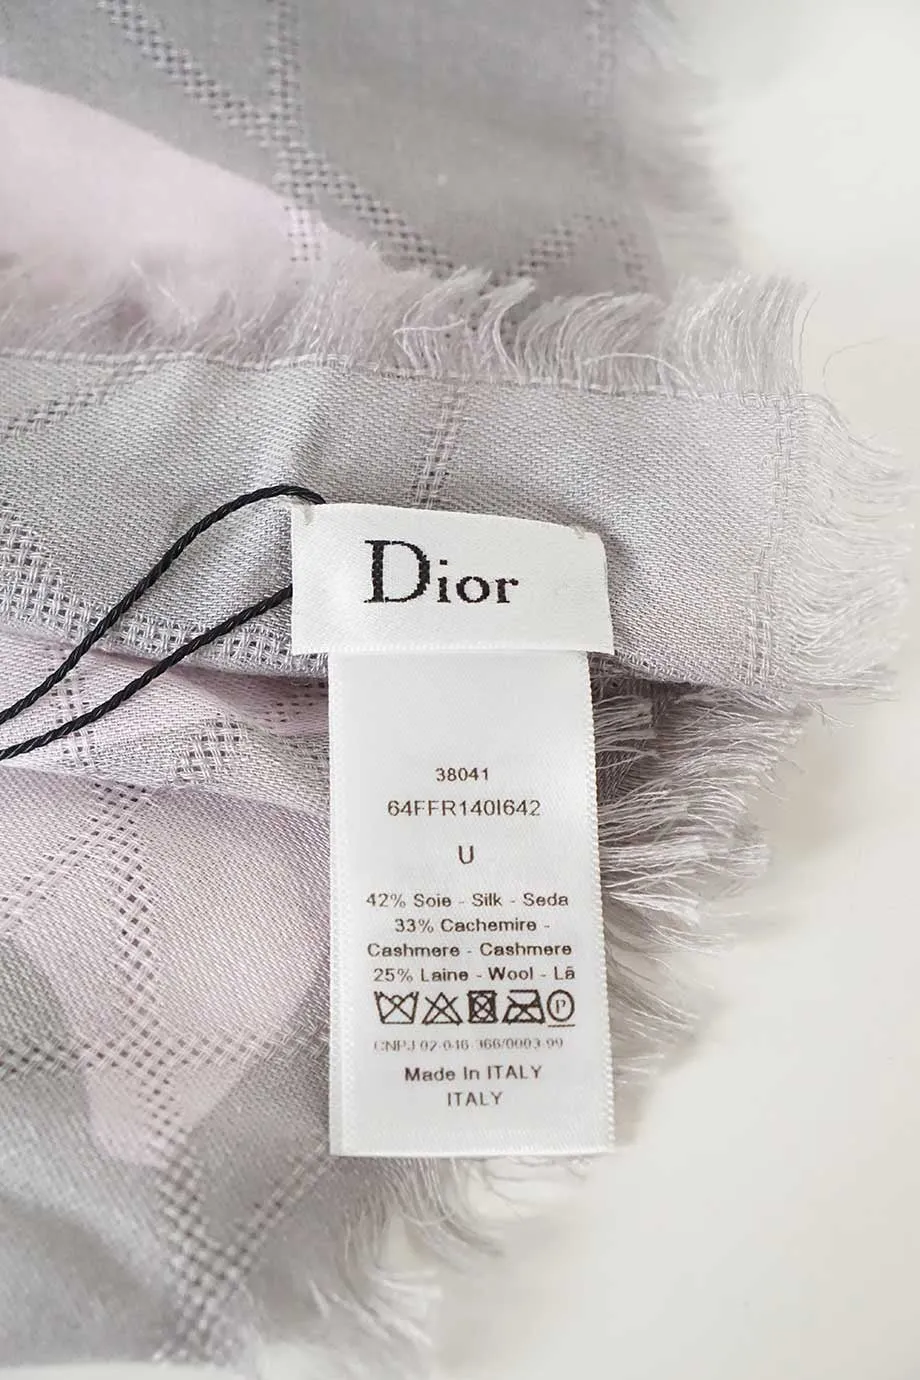 Dior
38041
64FFR140I642
U
42% Soie - Silk - Seda
33% Cachemire -
Cashmere - Cashmere
25% Laine - Wool - Lã
P
CNPJ 02-046-366/0003-99
Made In ITALY
ITALY